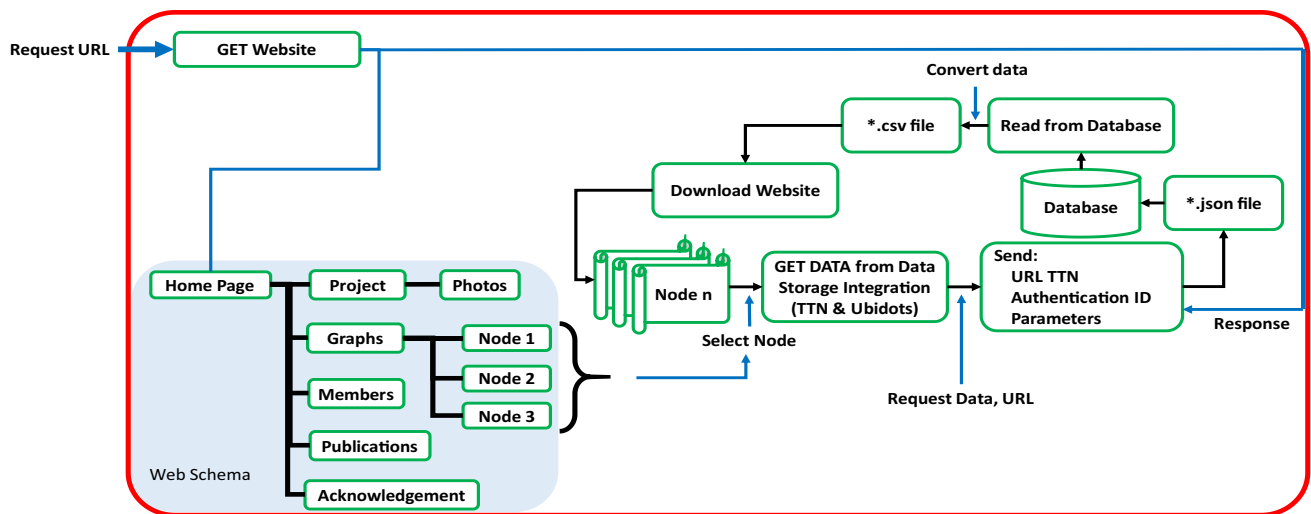 Request URL
GET Website
Convert data
*.csv file
Read from Database
Download Website
Database
*.json file
Node n
GET DATA from Data
Storage Integration
(TTN & Ubidots)
Send:
URL TTN
Authentication ID
Parameters
Response
Select Node
Request Data, URL
Home Page
Project
Photos
Graphs
Node 1
Node 2
Node 3
Members
Publications
Acknowledgement
Web Schema